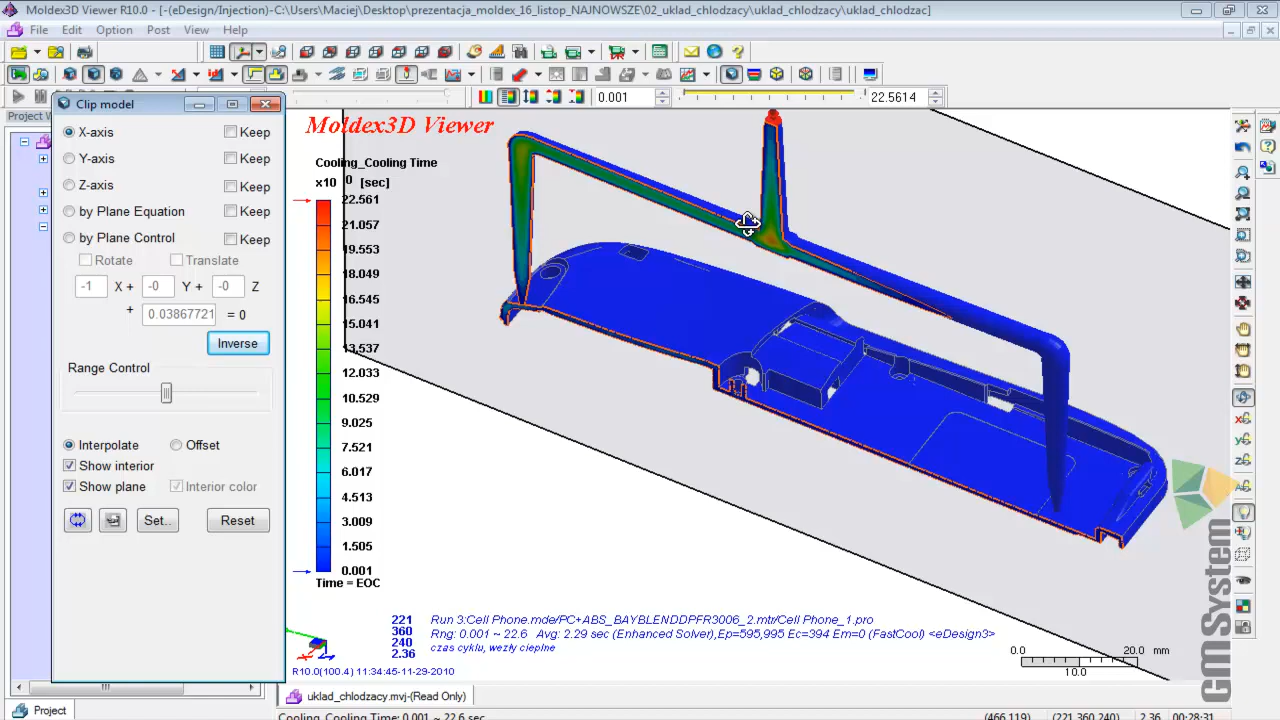 Moldex3D Viewer R10.0 - [-(eDesign/Injection)-C:\Users\Maciej\Desktop\prezentacja_moldex_16_listop_NAJNOWSZE\02_uklad_chlodzacy\uklad_chlodzacy\uklad_chlodzac]
File Edit Option Post View Help
0.001 22.5614
Project W
Clip model
X-axis Keep
Y-axis Keep
Z-axis Keep
by Plane Equation Keep
by Plane Control Keep
Rotate Translate
-1 X + -0 Y + -0 Z
+ 0.03867721 = 0
Inverse
Range Control
Interpolate Offset
Show interior
Show plane Interior color
Set.. Reset
Moldex3D Viewer
Cooling_Cooling Time
x10 0 [sec]
22.561
21.057
19.553
18.049
16.545
15.041
13.537
12.033
10.529
9.025
7.521
6.017
4.513
3.009
1.505
0.001
Time = EOC
221 Run 3:Cell Phone mde/PC+ABS_BAYBLENDDPFR3006_2.mtr/Cell Phone_1.pro
360 Rng: 0.001 ~ 22.6 Avg: 2.29 sec (Enhanced Solver),Ep=595,995 Ec=394 Em=0 (FastCool) <eDesign3>
240 czas cyklu, wezły cieplne
2.36
R10.0(100.4) 11:34:45-11-29-2010
0.0 20.0 mm
10.0
GMSystem
uklad_chlodzacy.mvj-(Read Only)
Project
Cooling_Cooling Time: 0.001 ~ 22.6 sec (466,119) (221,360,240) 2.36 00:28:31